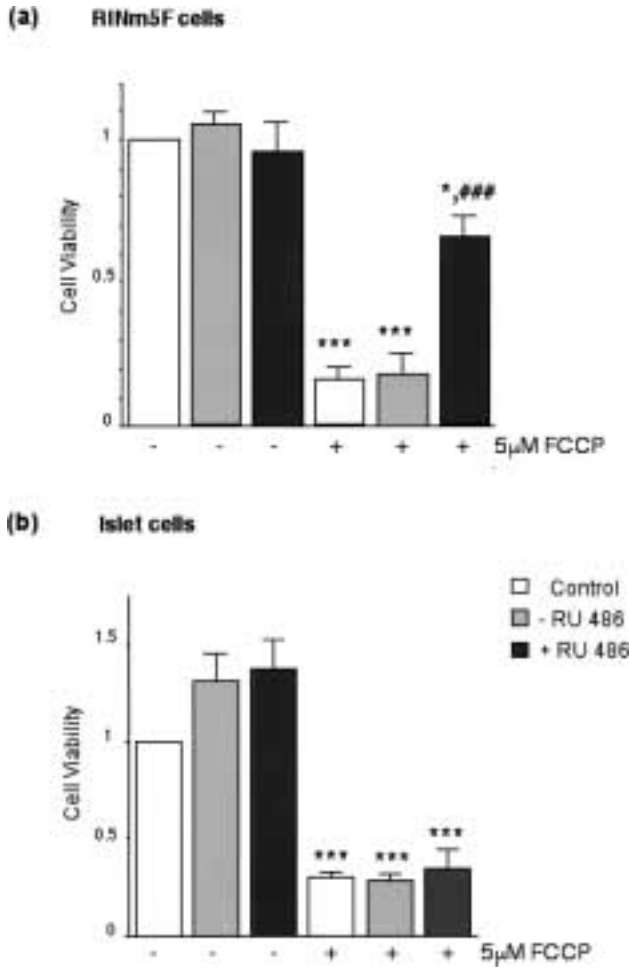 (a) RINm5F cells
Cell Viability
1
0.5
0
*,###
***
***
- - - + + + 5μM FCCP
(b) Islet cells
Control
- RU 486
+ RU 486
Cell Viability
1.5
1
0.5
0
***
***
***
- - - + + + 5μM FCCP